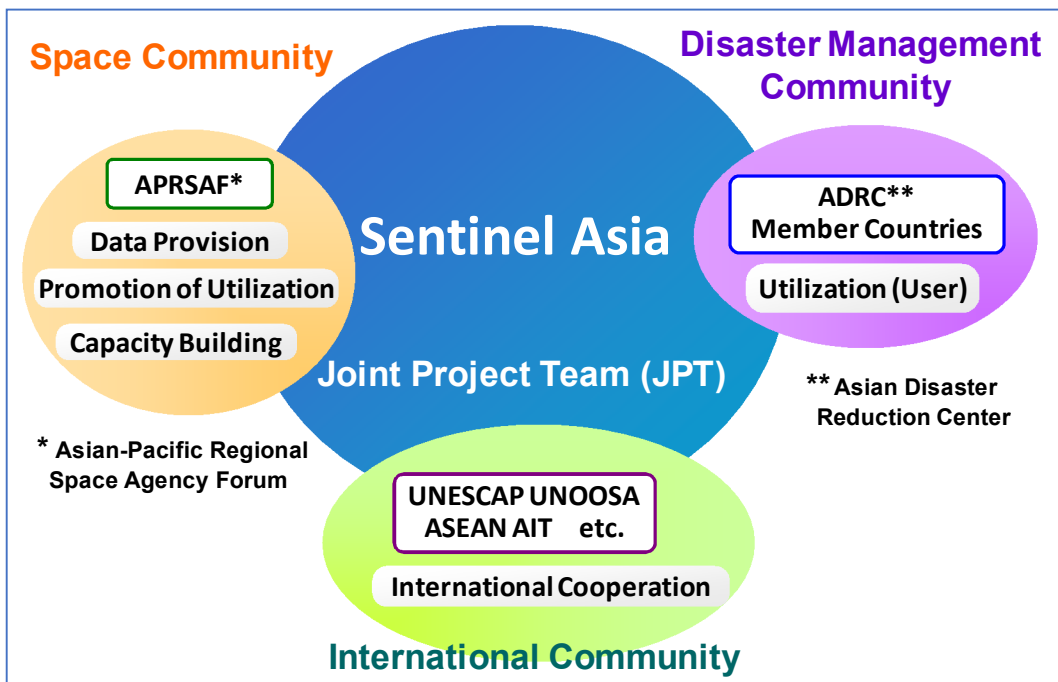 Space Community
Disaster Management
Community
APRSAF*
Data Provision
Promotion of Utilization
Capacity Building
Sentinel Asia
Joint Project Team (JPT)
ADRC**
Member Countries
Utilization (User)
** Asian Disaster
Reduction Center
* Asian-Pacific Regional
Space Agency Forum
UNESCAP UNOOSA
ASEAN AIT etc.
International Cooperation
International Community